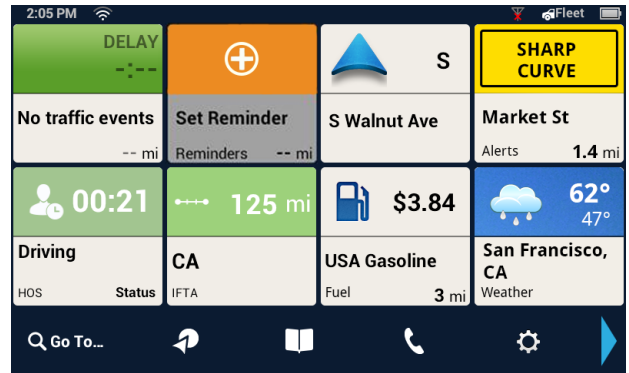 2:05 PM Fleet
DELAY
-:--
No traffic events
-- mi
Set Reminder
Reminders -- mi
S
S Walnut Ave
SHARP
CURVE
Market St
Alerts 1.4 mi
00:21
Driving
HOS Status
125 mi
CA
IFTA
$3.84
USA Gasoline
Fuel 3 mi
62°
47°
San Francisco,
CA
Weather
Go To...